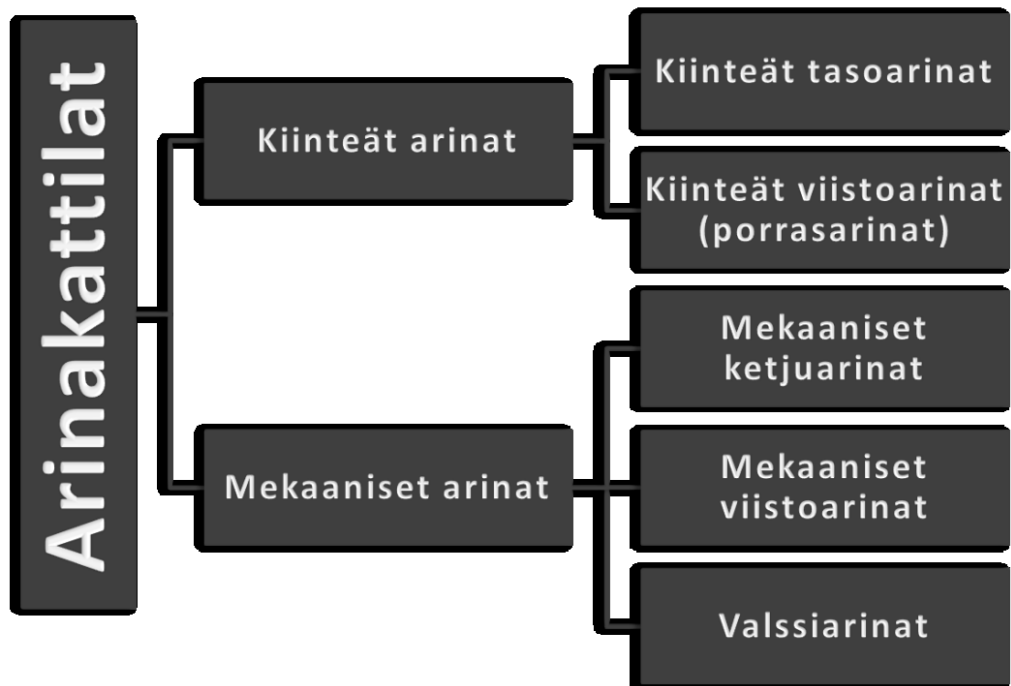 Arinakattilat
Kiinteät arinat
Kiinteät tasoarinat
Kiinteät viistoarinat
(porrasarinat)
Mekaaniset arinat
Mekaaniset
ketjuarinat
Mekaaniset
viistoarinat
Valssiarinat